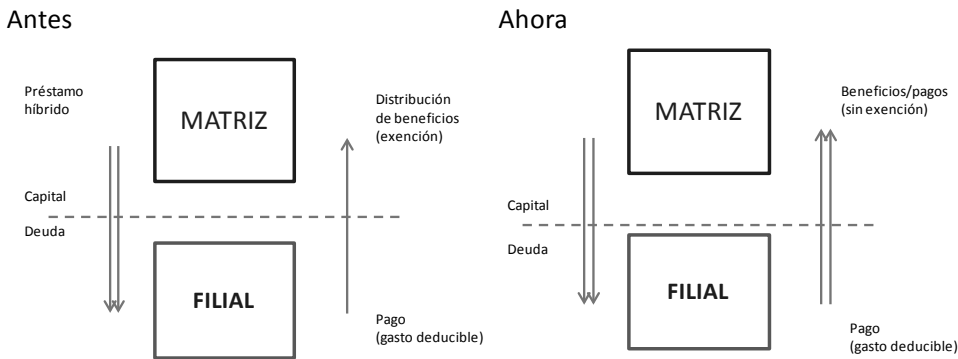 Antes
Préstamo
híbrido
MATRIZ
Distribución
de beneficios
(exención)
Capital
Deuda
FILIAL
Pago
(gasto deducible)
Ahora
MATRIZ
Beneficios/pagos
(sin exención)
Capital
Deuda
FILIAL
Pago
(gasto deducible)